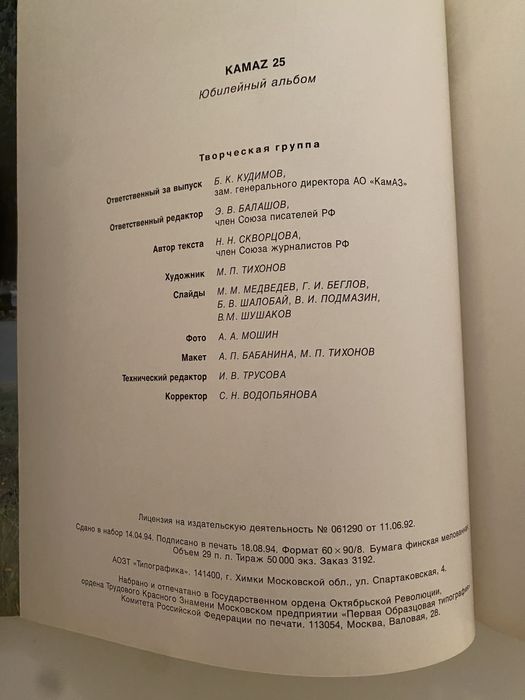 KAMAZ 25
Юбилейный альбом
Творческая группа
Ответственный за выпуск Б. К. КУДИМОВ,
зам. генерального директора АО «КамАЗ»
Ответственный редактор Э. В. БАЛАШОВ,
член Союза писателей РФ
Автор текста Н. Н. СКВОРЦОВА,
член Союза журналистов РФ
Художник М. П. ТИХОНОВ
Слайды М. М. МЕДВЕДЕВ, Г. И. БЕГЛОВ,
Б. В. ШАЛОБАЙ, В. И. ПОДМАЗИН,
В.М. ШУШАКОВ
Фото А. А. МОШИН
Макет А. П. БАБАНИНА, М. П. ТИХОНОВ
Технический редактор И. В. ТРУСОВА
Корректор С. Н. ВОДОПЬЯНОВА
Лицензия на издательскую деятельность № 061290 от 11.06.92.
Сдано в набор 14.04.94. Подписано в печать 18.08.94. Формат 60 × 90/8. Бумага финская мелованная.
Объем 29 п. л. Тираж 50 000 экз. Заказ 3192.
АОЗТ «Типографика». 141400, г. Химки Московской обл., ул. Спартаковская, 4.
Набрано и отпечатано в Государственном ордена Октябрьской Революции,
ордена Трудового Красного Знамени Московском предприятии «Первая Образцовая типография»
Комитета Российской Федерации по печати. 113054, Москва, Валовая, 28.